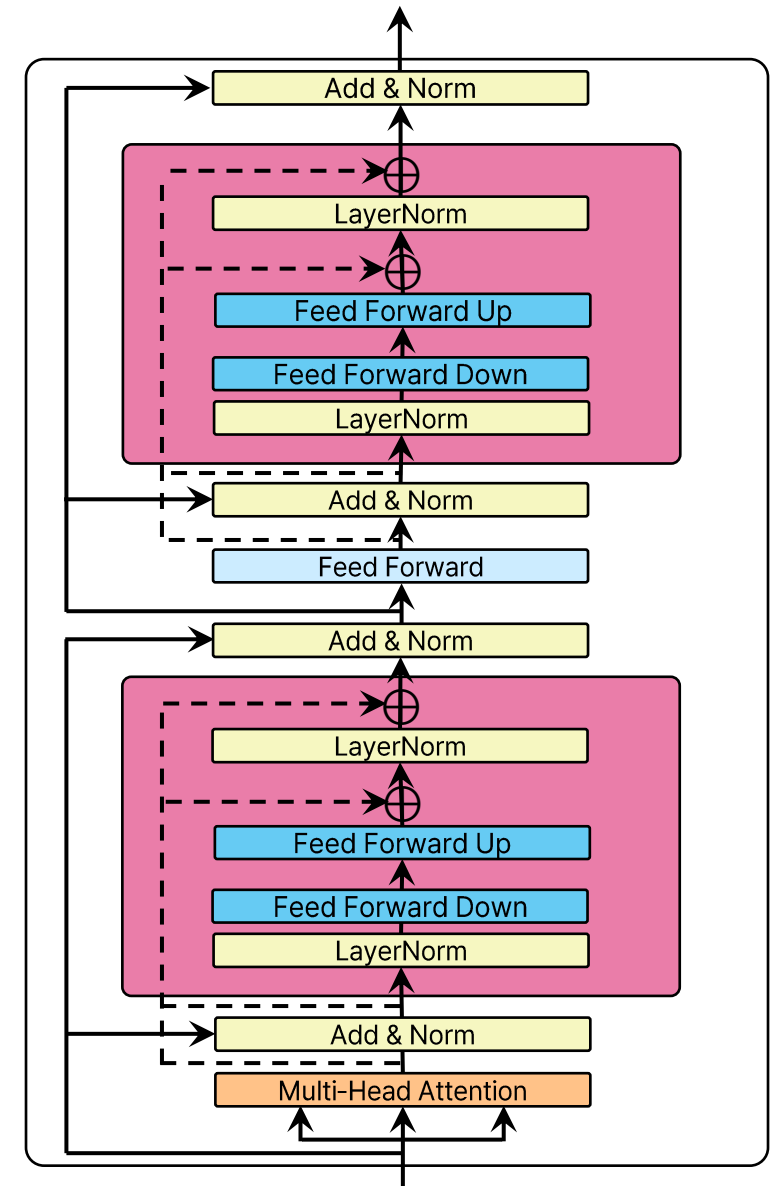 Add & Norm
LayerNorm
Feed Forward Up
Feed Forward Down
LayerNorm
Add & Norm
Feed Forward
Add & Norm
LayerNorm
Feed Forward Up
Feed Forward Down
LayerNorm
Add & Norm
Multi-Head Attention